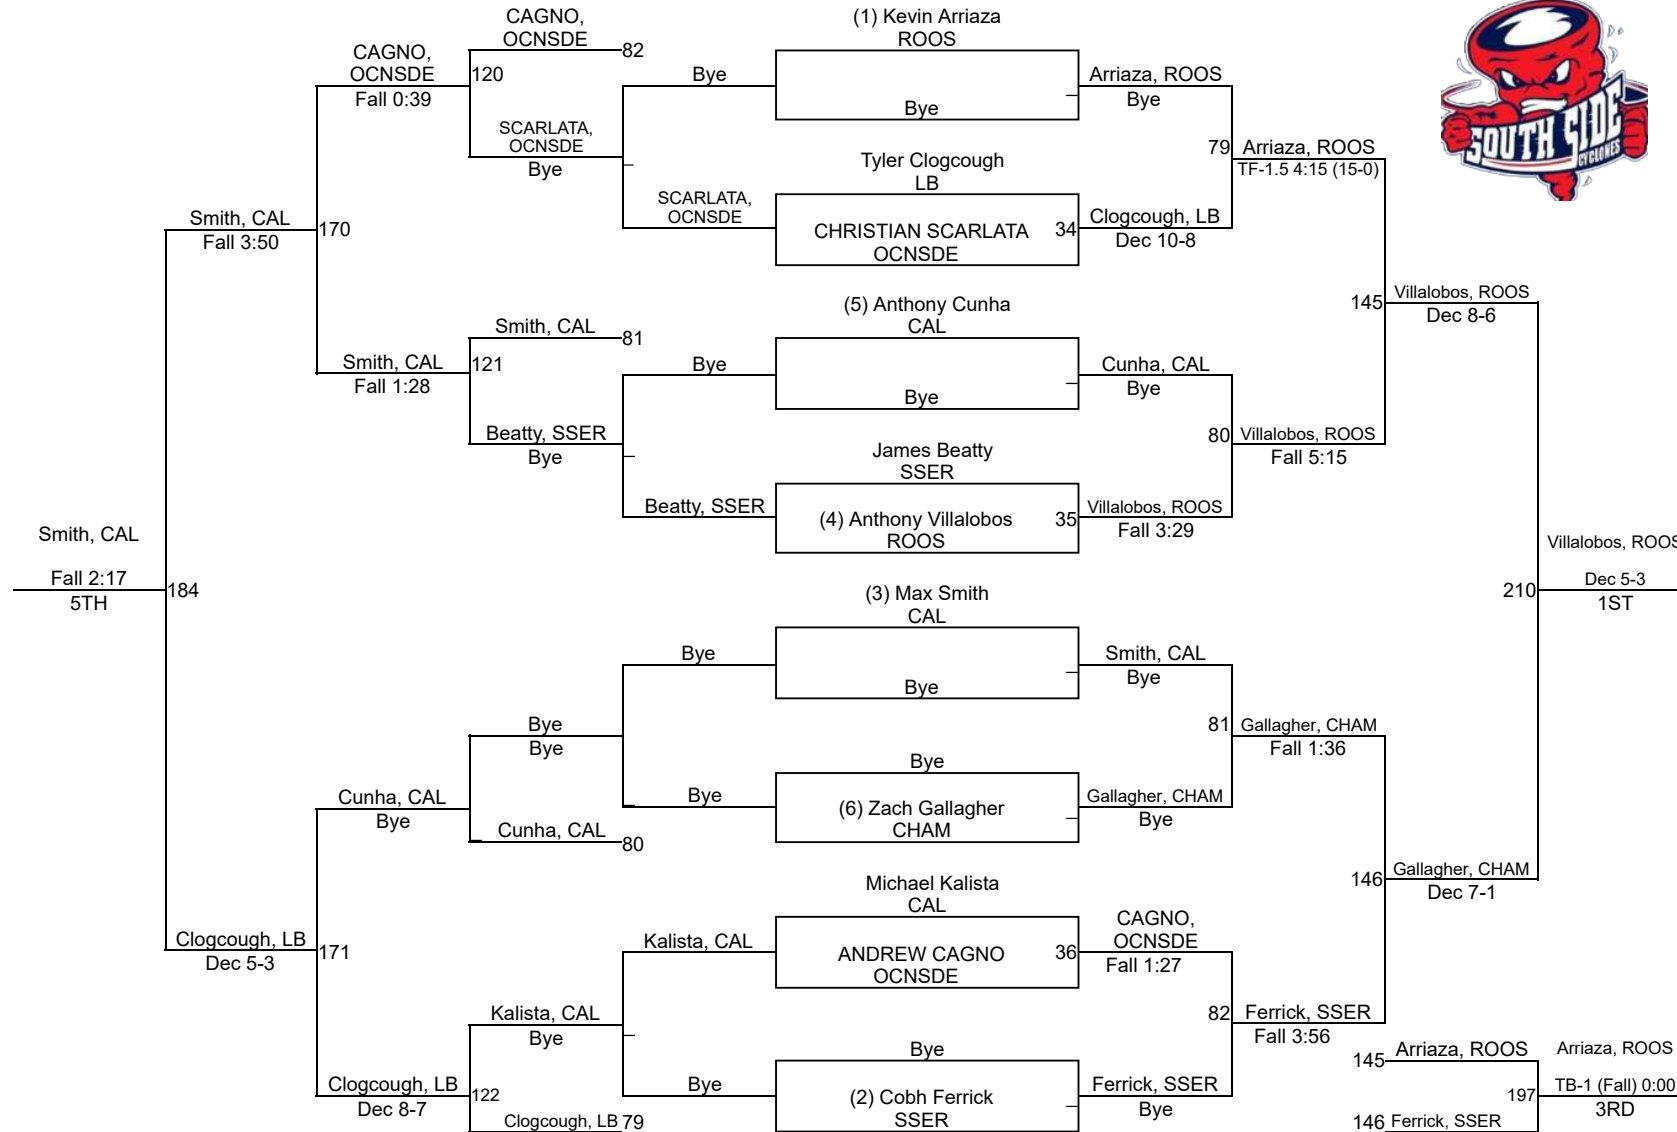 CAGNO,
OCNSDE
82
CAGNO,
OCNSDE
120
Fall 0:39
SCARLATA,
OCNSDE
Bye
Bye
SCARLATA,
OCNSDE
(1) Kevin Arriaza
ROOS
Bye
Arriaza, ROOS
Bye
Tyler Clogcough
LB
CHRISTIAN SCARLATA
34
OCNSDE
Clogcough, LB
Dec 10-8
79
Arriaza, ROOS
TF-1.5 4:15 (15-0)
SOUTH SIDE
CYCLONES
Smith, CAL
Fall 3:50
170
Smith, CAL
81
Smith, CAL
121
Fall 1:28
Beatty, SSER
Bye
Bye
Beatty, SSER
(5) Anthony Cunha
CAL
Bye
Cunha, CAL
Bye
James Beatty
SSER
(4) Anthony Villalobos
35
ROOS
Villalobos, ROOS
Fall 3:29
80
Villalobos, ROOS
Fall 5:15
145
Villalobos, ROOS
Dec 8-6
Smith, CAL
Fall 2:17
184
5TH
Villalobos, ROOS
210
Dec 5-3
1ST
(3) Max Smith
CAL
Bye
Bye
Smith, CAL
Bye
Bye
Bye
Bye
Bye
(6) Zach Gallagher
CHAM
Gallagher, CHAM
Bye
81
Gallagher, CHAM
Fall 1:36
Cunha, CAL
Bye
Cunha, CAL
80
146
Gallagher, CHAM
Dec 7-1
Michael Kalista
CAL
Clogcough, LB
171
Dec 5-3
Kalista, CAL
ANDREW CAGNO
36
OCNSDE
CAGNO,
OCNSDE
Fall 1:27
Kalista, CAL
Bye
Bye
Bye
(2) Cobh Ferrick
SSER
Ferrick, SSER
Bye
82
Ferrick, SSER
Fall 3:56
Clogcough, LB
122
Dec 8-7
Clogcough, LB
79
145
Arriaza, ROOS
146
Ferrick, SSER
197
Arriaza, ROOS
TB-1 (Fall) 0:00
3RD